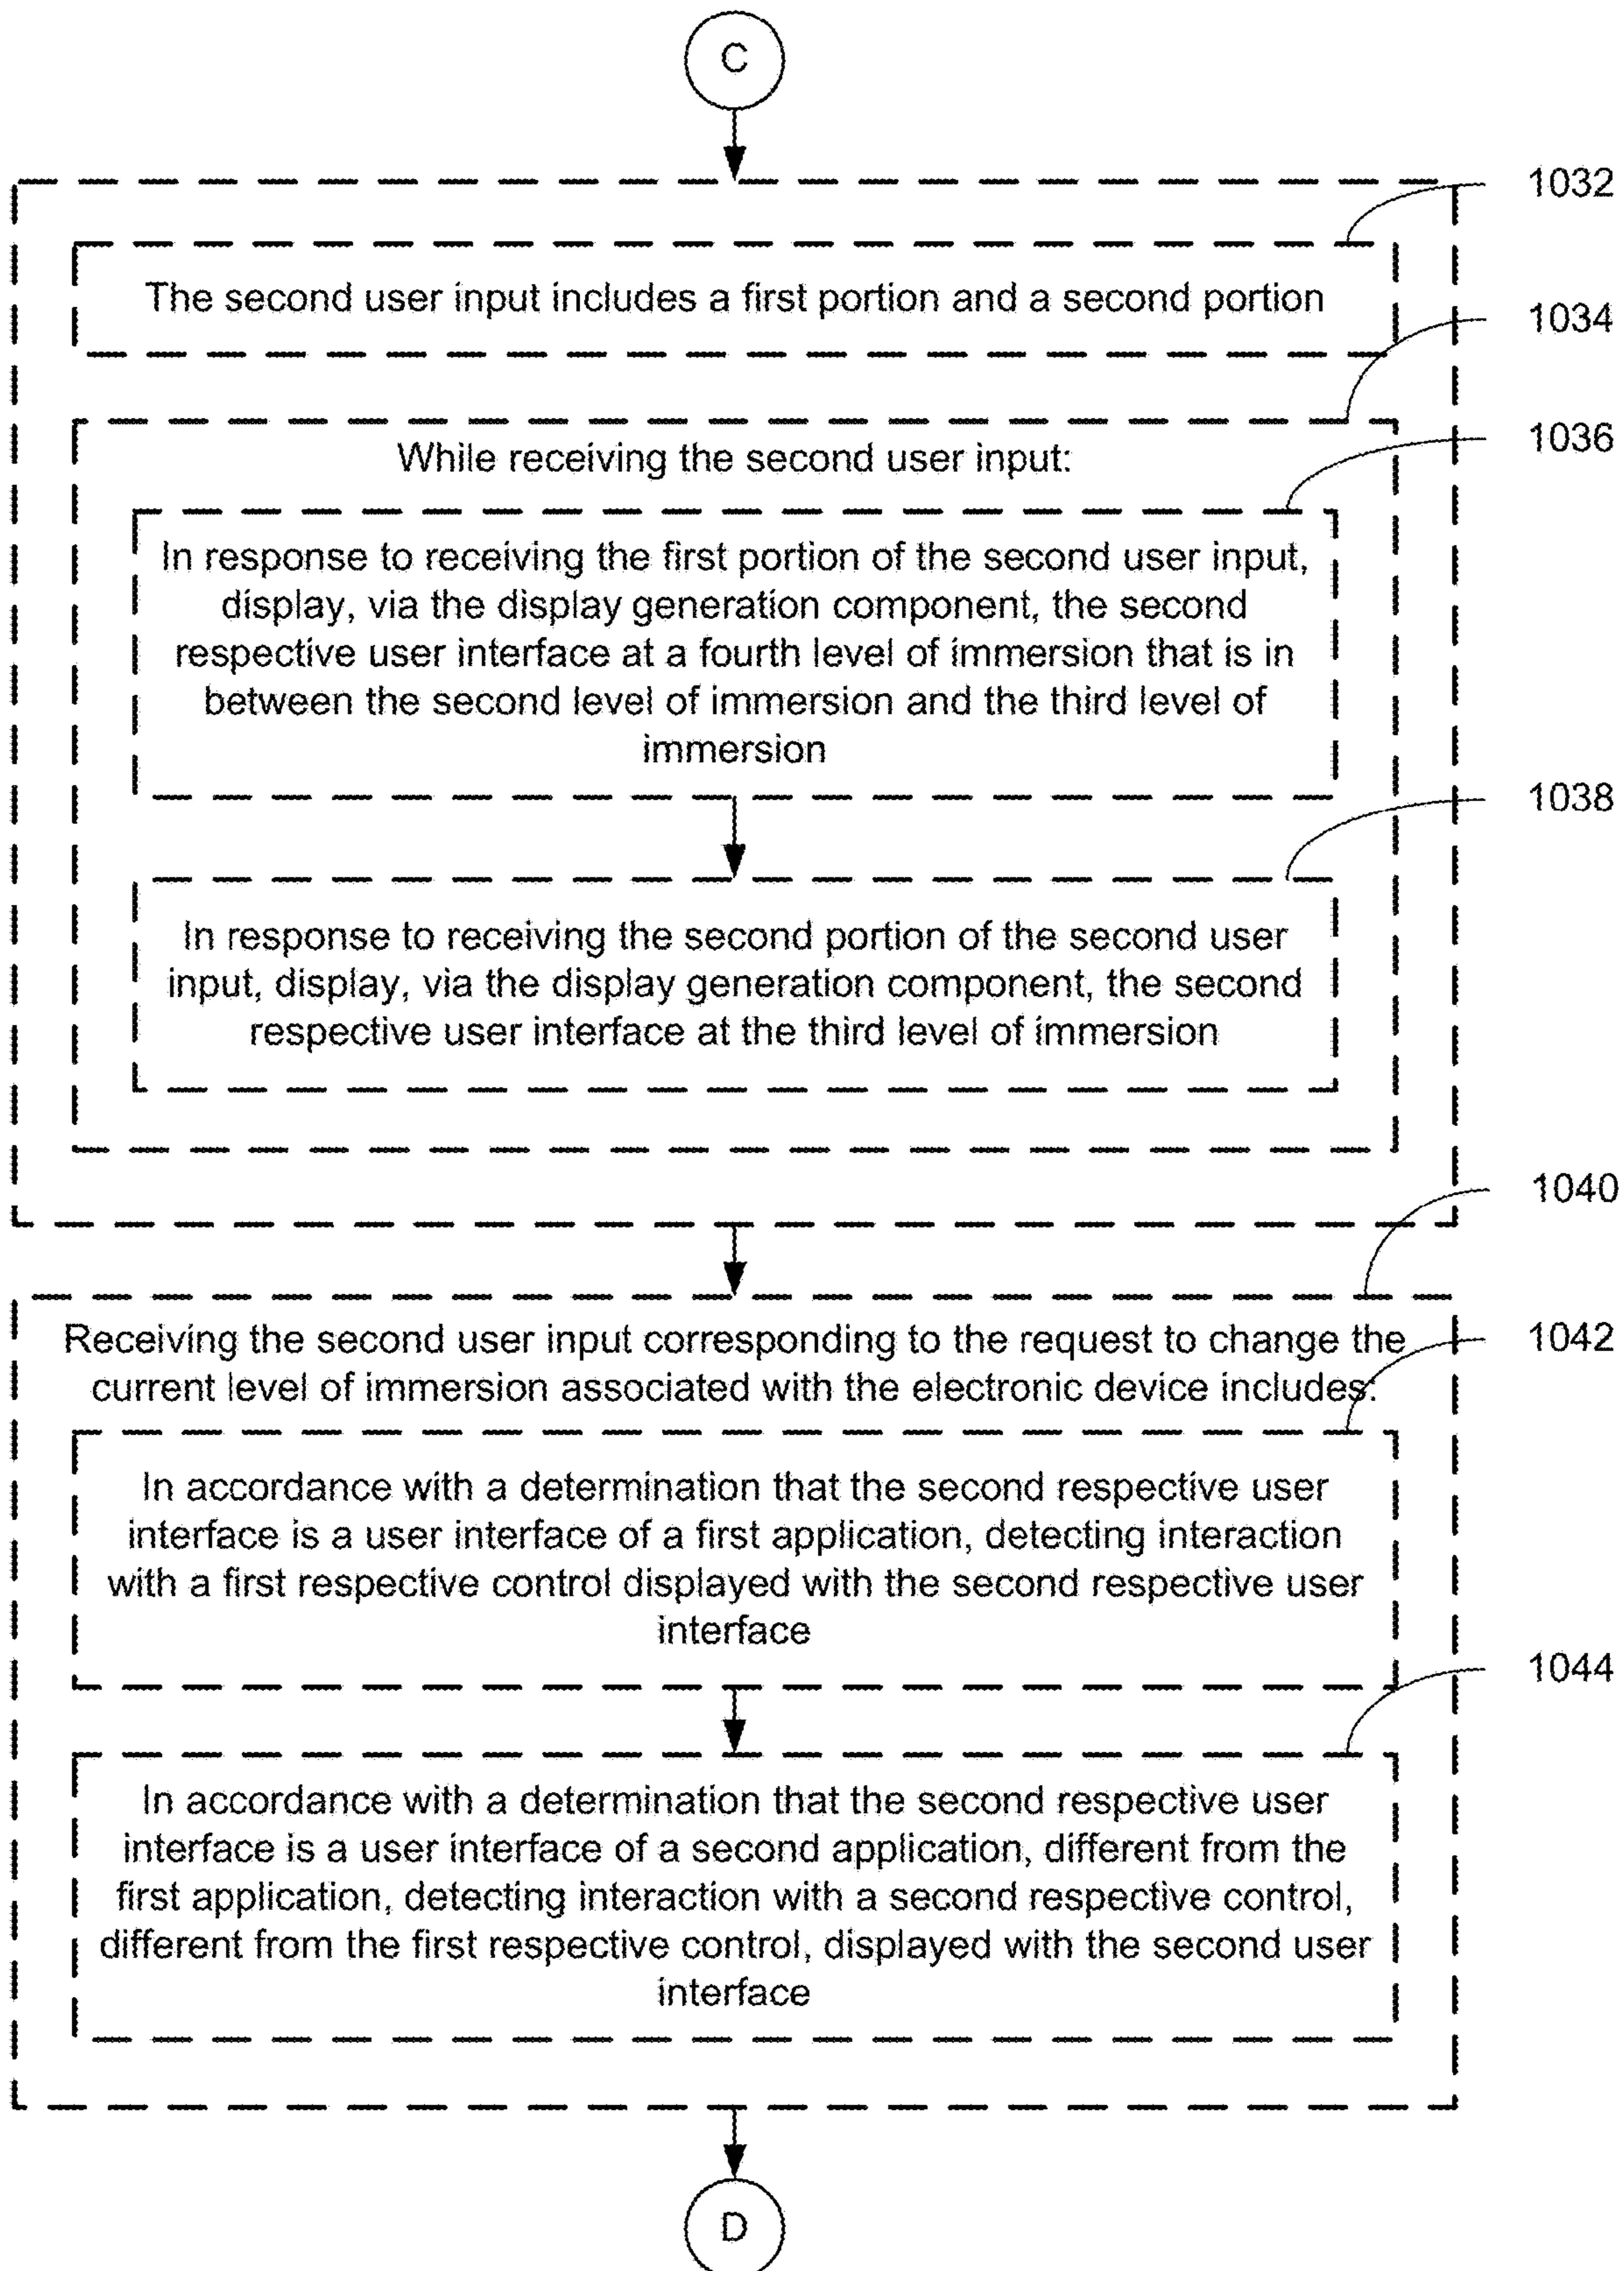 C
1032
The second user input includes a first portion and a second portion
1034
While receiving the second user input:
1036
In response to receiving the first portion of the second user input,
display, via the display generation component, the second
respective user interface at a fourth level of immersion that is in
between the second level of immersion and the third level of
immersion
1038
In response to receiving the second portion of the second user
input, display, via the display generation component, the second
respective user interface at the third level of immersion
1040
Receiving the second user input corresponding to the request to change the
current level of immersion associated with the electronic device includes:
1042
In accordance with a determination that the second respective user
interface is a user interface of a first application, detecting interaction
with a first respective control displayed with the second respective user
interface
1044
In accordance with a determination that the second respective user
interface is a user interface of a second application, different from the
first application, detecting interaction with a second respective control,
different from the first respective control, displayed with the second user
interface
D